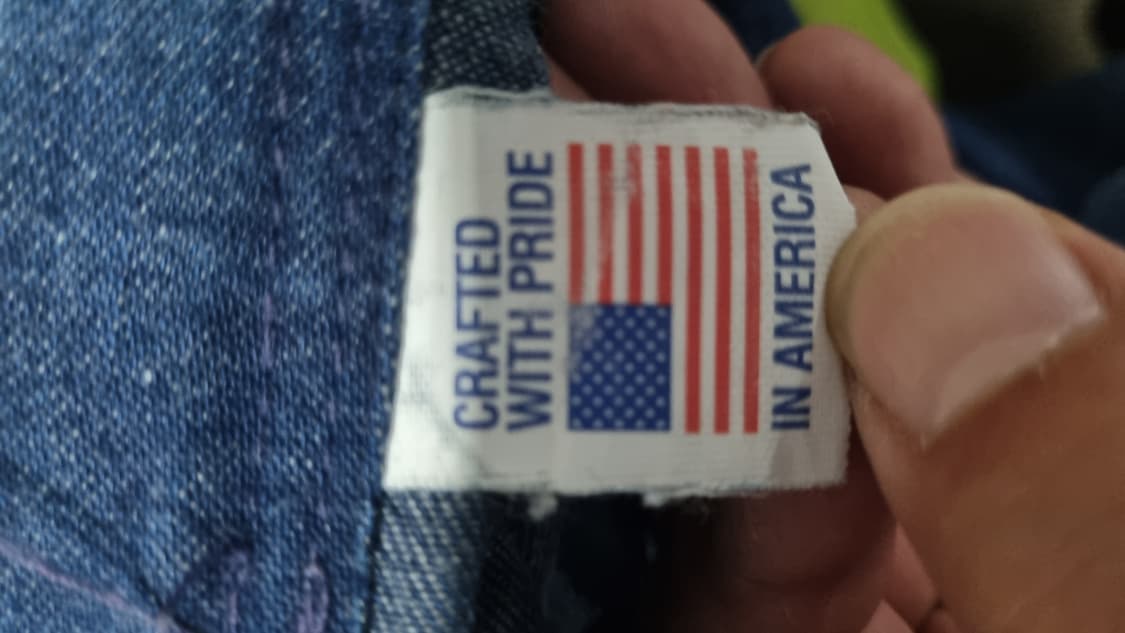 CRAFTED
WITH PRIDE
IN AMERICA